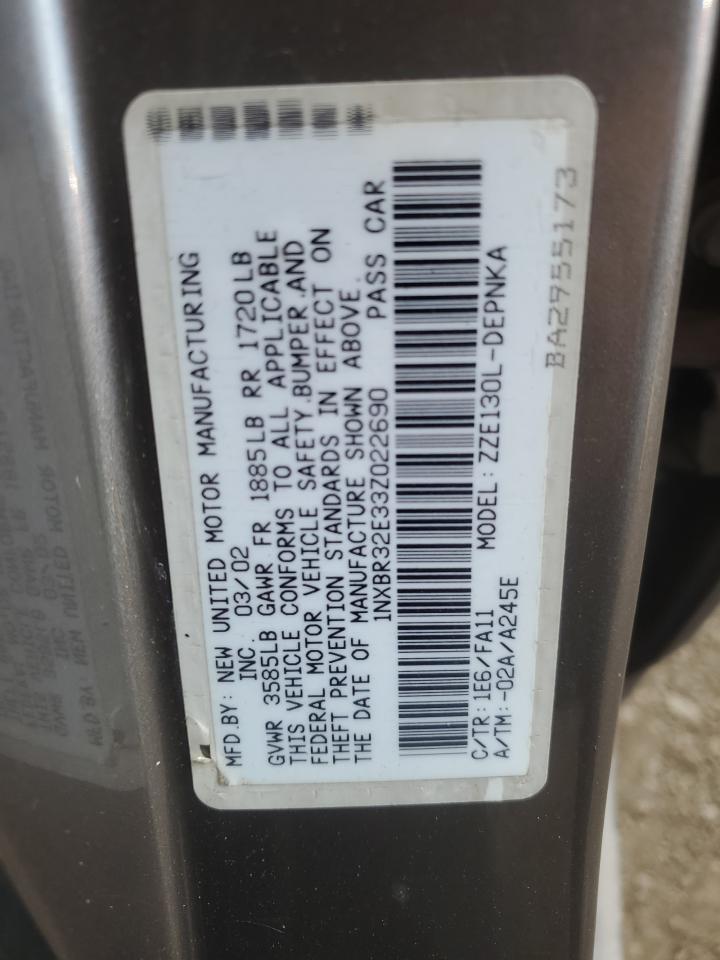 MFD.BY: NEW UNITED MOTOR MANUFACTURING
INC. 03/02
GVWR 3585LB GAWR FR 1885LB RR 1720LB
THIS VEHICLE CONFORMS TO ALL APPLICABLE
FEDERAL MOTOR VEHICLE SAFETY.BUMPER.AND
THEFT PREVENTION STANDARDS IN EFFECT ON
THE DATE OF MANUFACTURE SHOWN ABOVE.
1NXBR32E33Z022690 PASS CAR
C/TR: 1E6/FA11 MODEL: ZZE130L-DEPNKA
A/TM: -02A/A245E
BA2955173